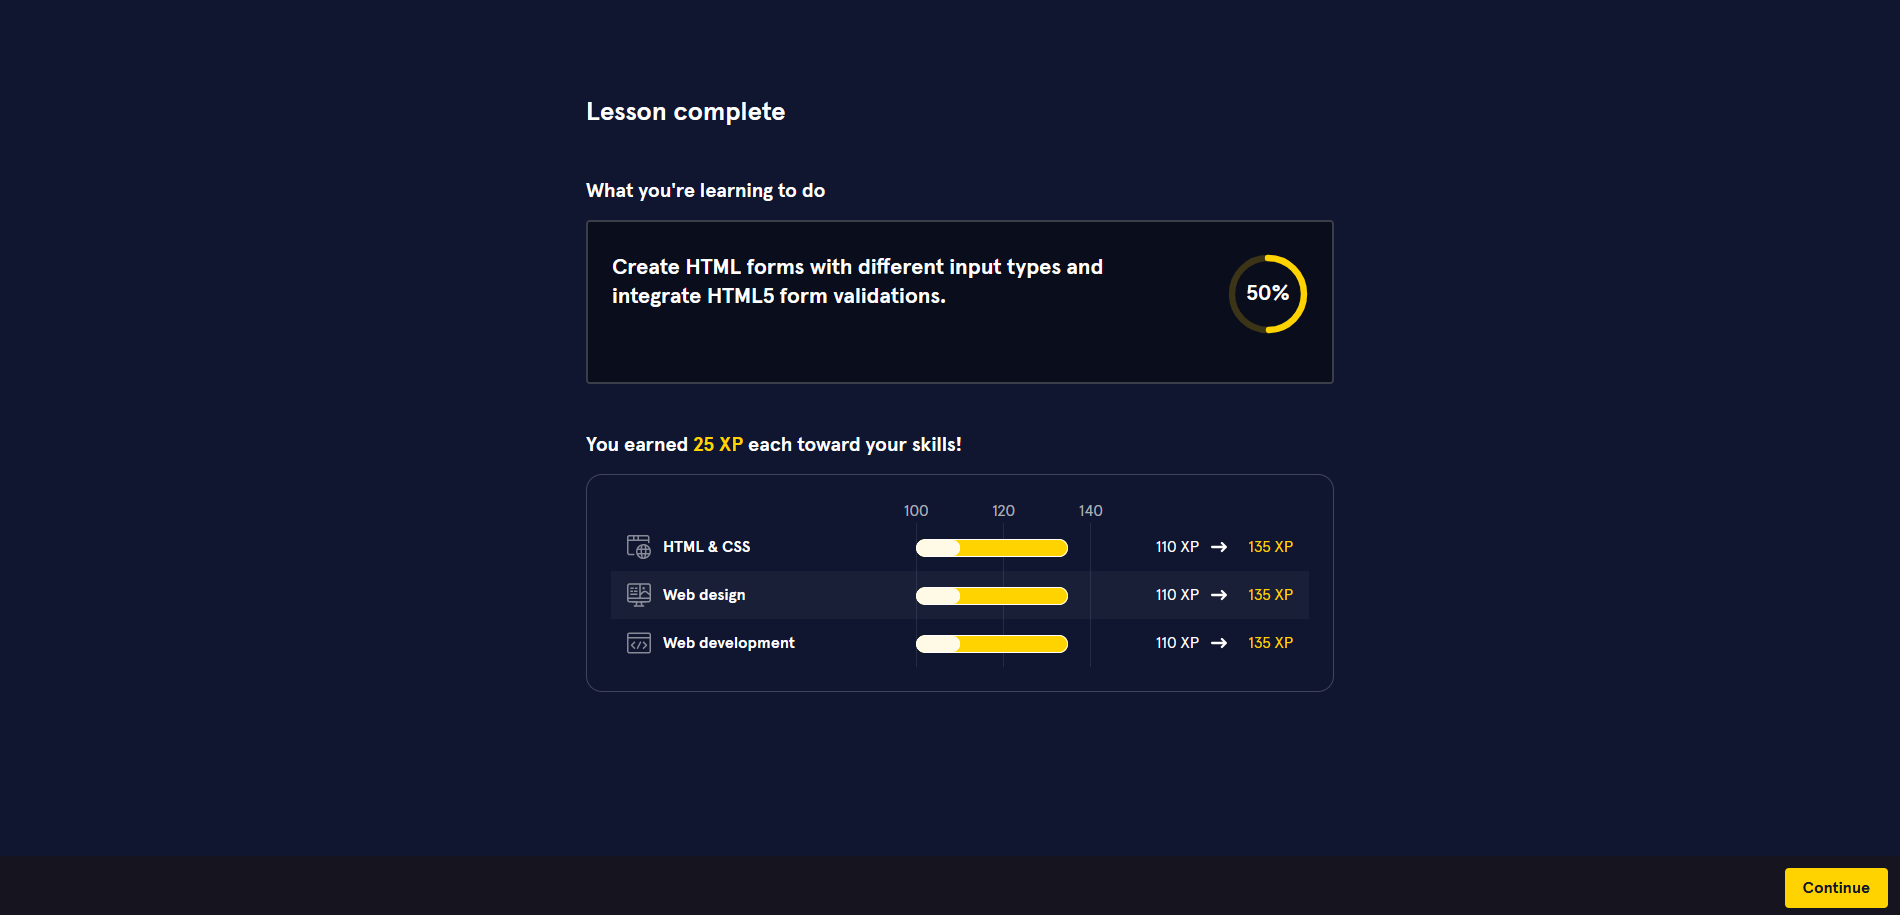 Lesson complete
What you're learning to do
Create HTML forms with different input types and
integrate HTML5 form validations.
50%
You earned 25 XP each toward your skills!
100 120 140
HTML & CSS 110 XP → 135 XP
Web design 110 XP → 135 XP
Web development 110 XP → 135 XP
Continue